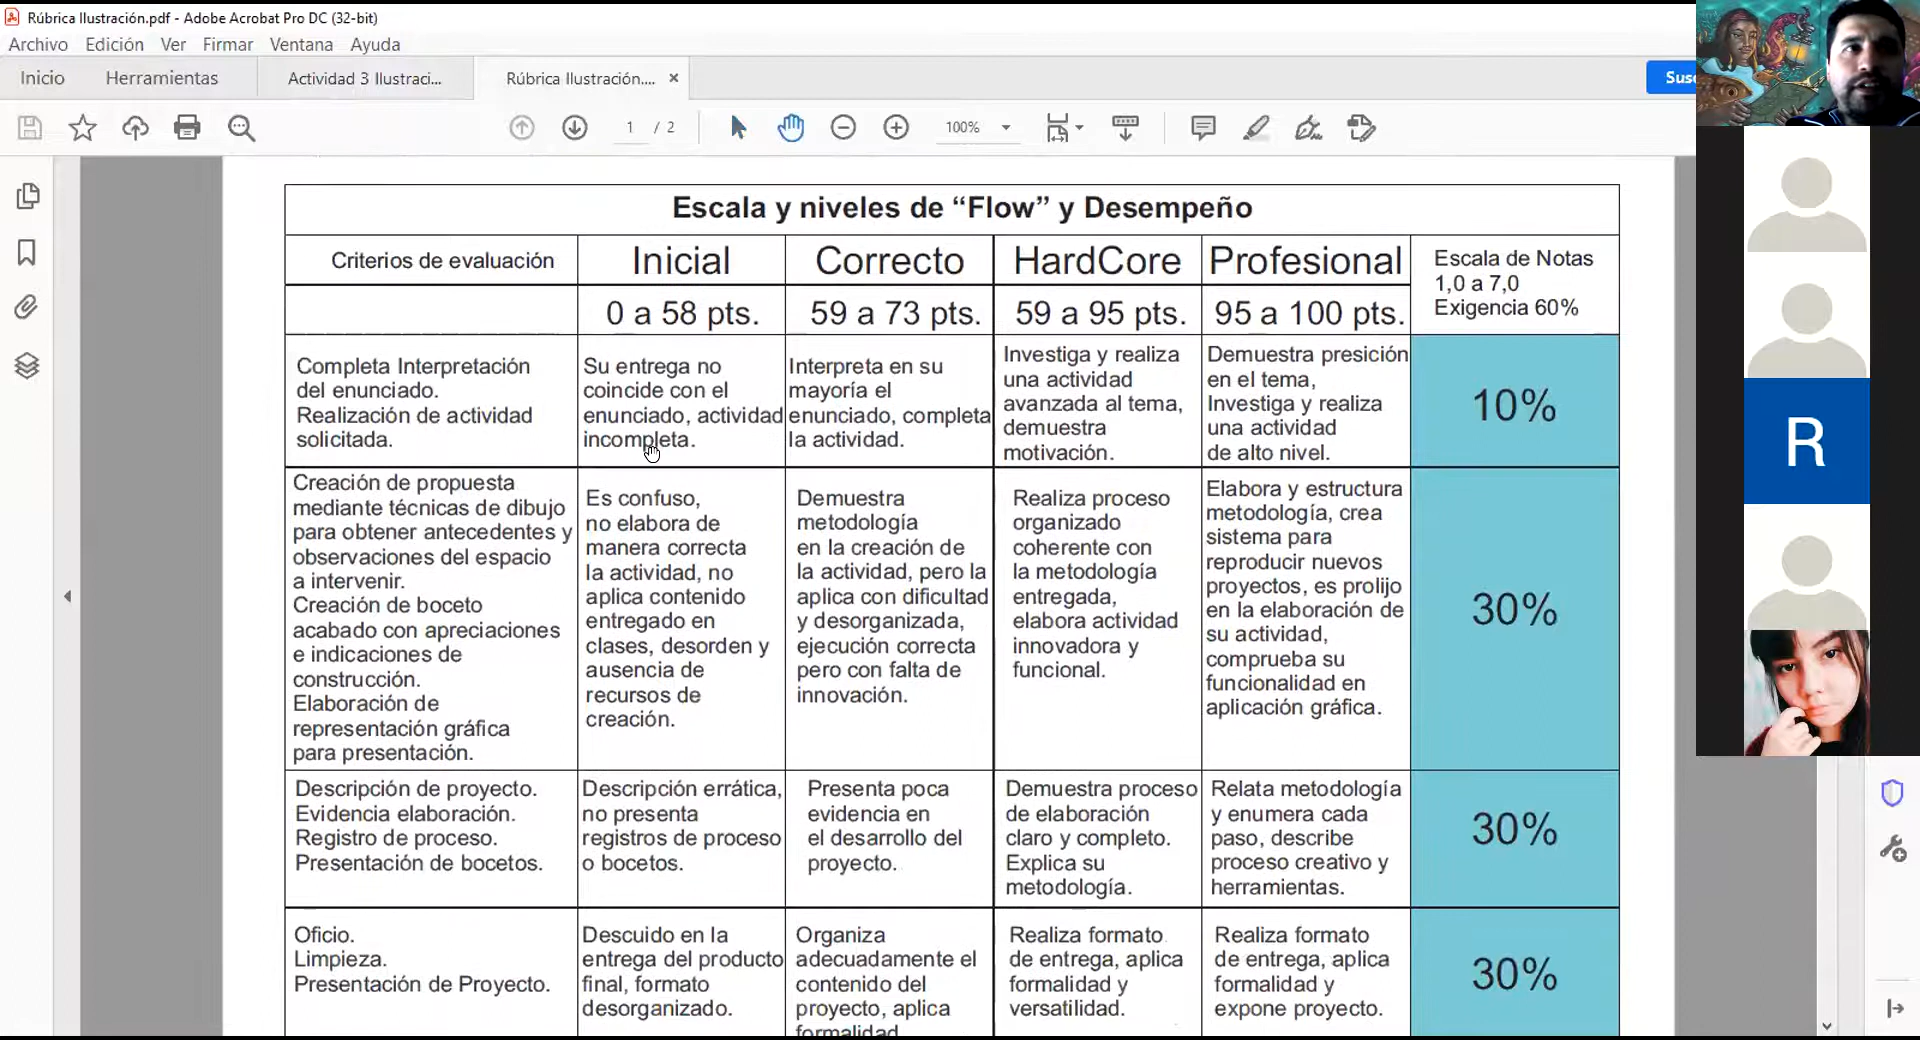 Rúbrica Ilustración.pdf - Adobe Acrobat Pro DC (32-bit)
Archivo Edición Ver Firmar Ventana Ayuda
Inicio Herramientas Actividad 3 Ilustraci... Rúbrica Ilustración.... ×
1 / 2 100%
Escala y niveles de “Flow” y Desempeño
Criterios de evaluación
Inicial
Correcto
HardCore
Profesional
Escala de Notas
1,0 a 7,0
Exigencia 60%
0 a 58 pts.
59 a 73 pts.
59 a 95 pts.
95 a 100 pts.
Completa Interpretación
del enunciado.
Realización de actividad
solicitada.
Su entrega no
coincide con el
enunciado, actividad
incompleta.
Interpreta en su
mayoría el
enunciado, completa
la actividad.
Investiga y realiza
una actividad
avanzada al tema,
demuestra
motivación.
Demuestra presición
en el tema,
Investiga y realiza
una actividad
de alto nivel.
10%
Creación de propuesta
mediante técnicas de dibujo
para obtener antecedentes y
observaciones del espacio
a intervenir.
Creación de boceto
acabado con apreciaciones
e indicaciones de
construcción.
Elaboración de
representación gráfica
para presentación.
Es confuso,
no elabora de
manera correcta
la actividad, no
aplica contenido
entregado en
clases, desorden y
ausencia de
recursos de
creación.
Demuestra
metodología
en la creación de
la actividad, pero la
aplica con dificultad
y desorganizada,
ejecución correcta
pero con falta de
innovación.
Realiza proceso
organizado
coherente con
la metodología
entregada,
elabora actividad
innovadora y
funcional.
Elabora y estructura
metodología, crea
sistema para
reproducir nuevos
proyectos, es prolijo
en la elaboración de
su actividad,
comprueba su
funcionalidad en
aplicación gráfica.
30%
Descripción de proyecto.
Evidencia elaboración.
Registro de proceso.
Presentación de bocetos.
Descripción errática,
no presenta
registros de proceso
o bocetos.
Presenta poca
evidencia en
el desarrollo del
proyecto.
Demuestra proceso
de elaboración
claro y completo.
Explica su
metodología.
Relata metodología
y enumera cada
paso, describe
proceso creativo y
herramientas.
30%
Oficio.
Limpieza.
Presentación de Proyecto.
Descuido en la
entrega del producto
final, formato
desorganizado.
Organiza
adecuadamente el
contenido del
proyecto, aplica
formalidad
Realiza formato
de entrega, aplica
formalidad y
versatilidad.
Realiza formato
de entrega, aplica
formalidad y
expone proyecto.
30%
R